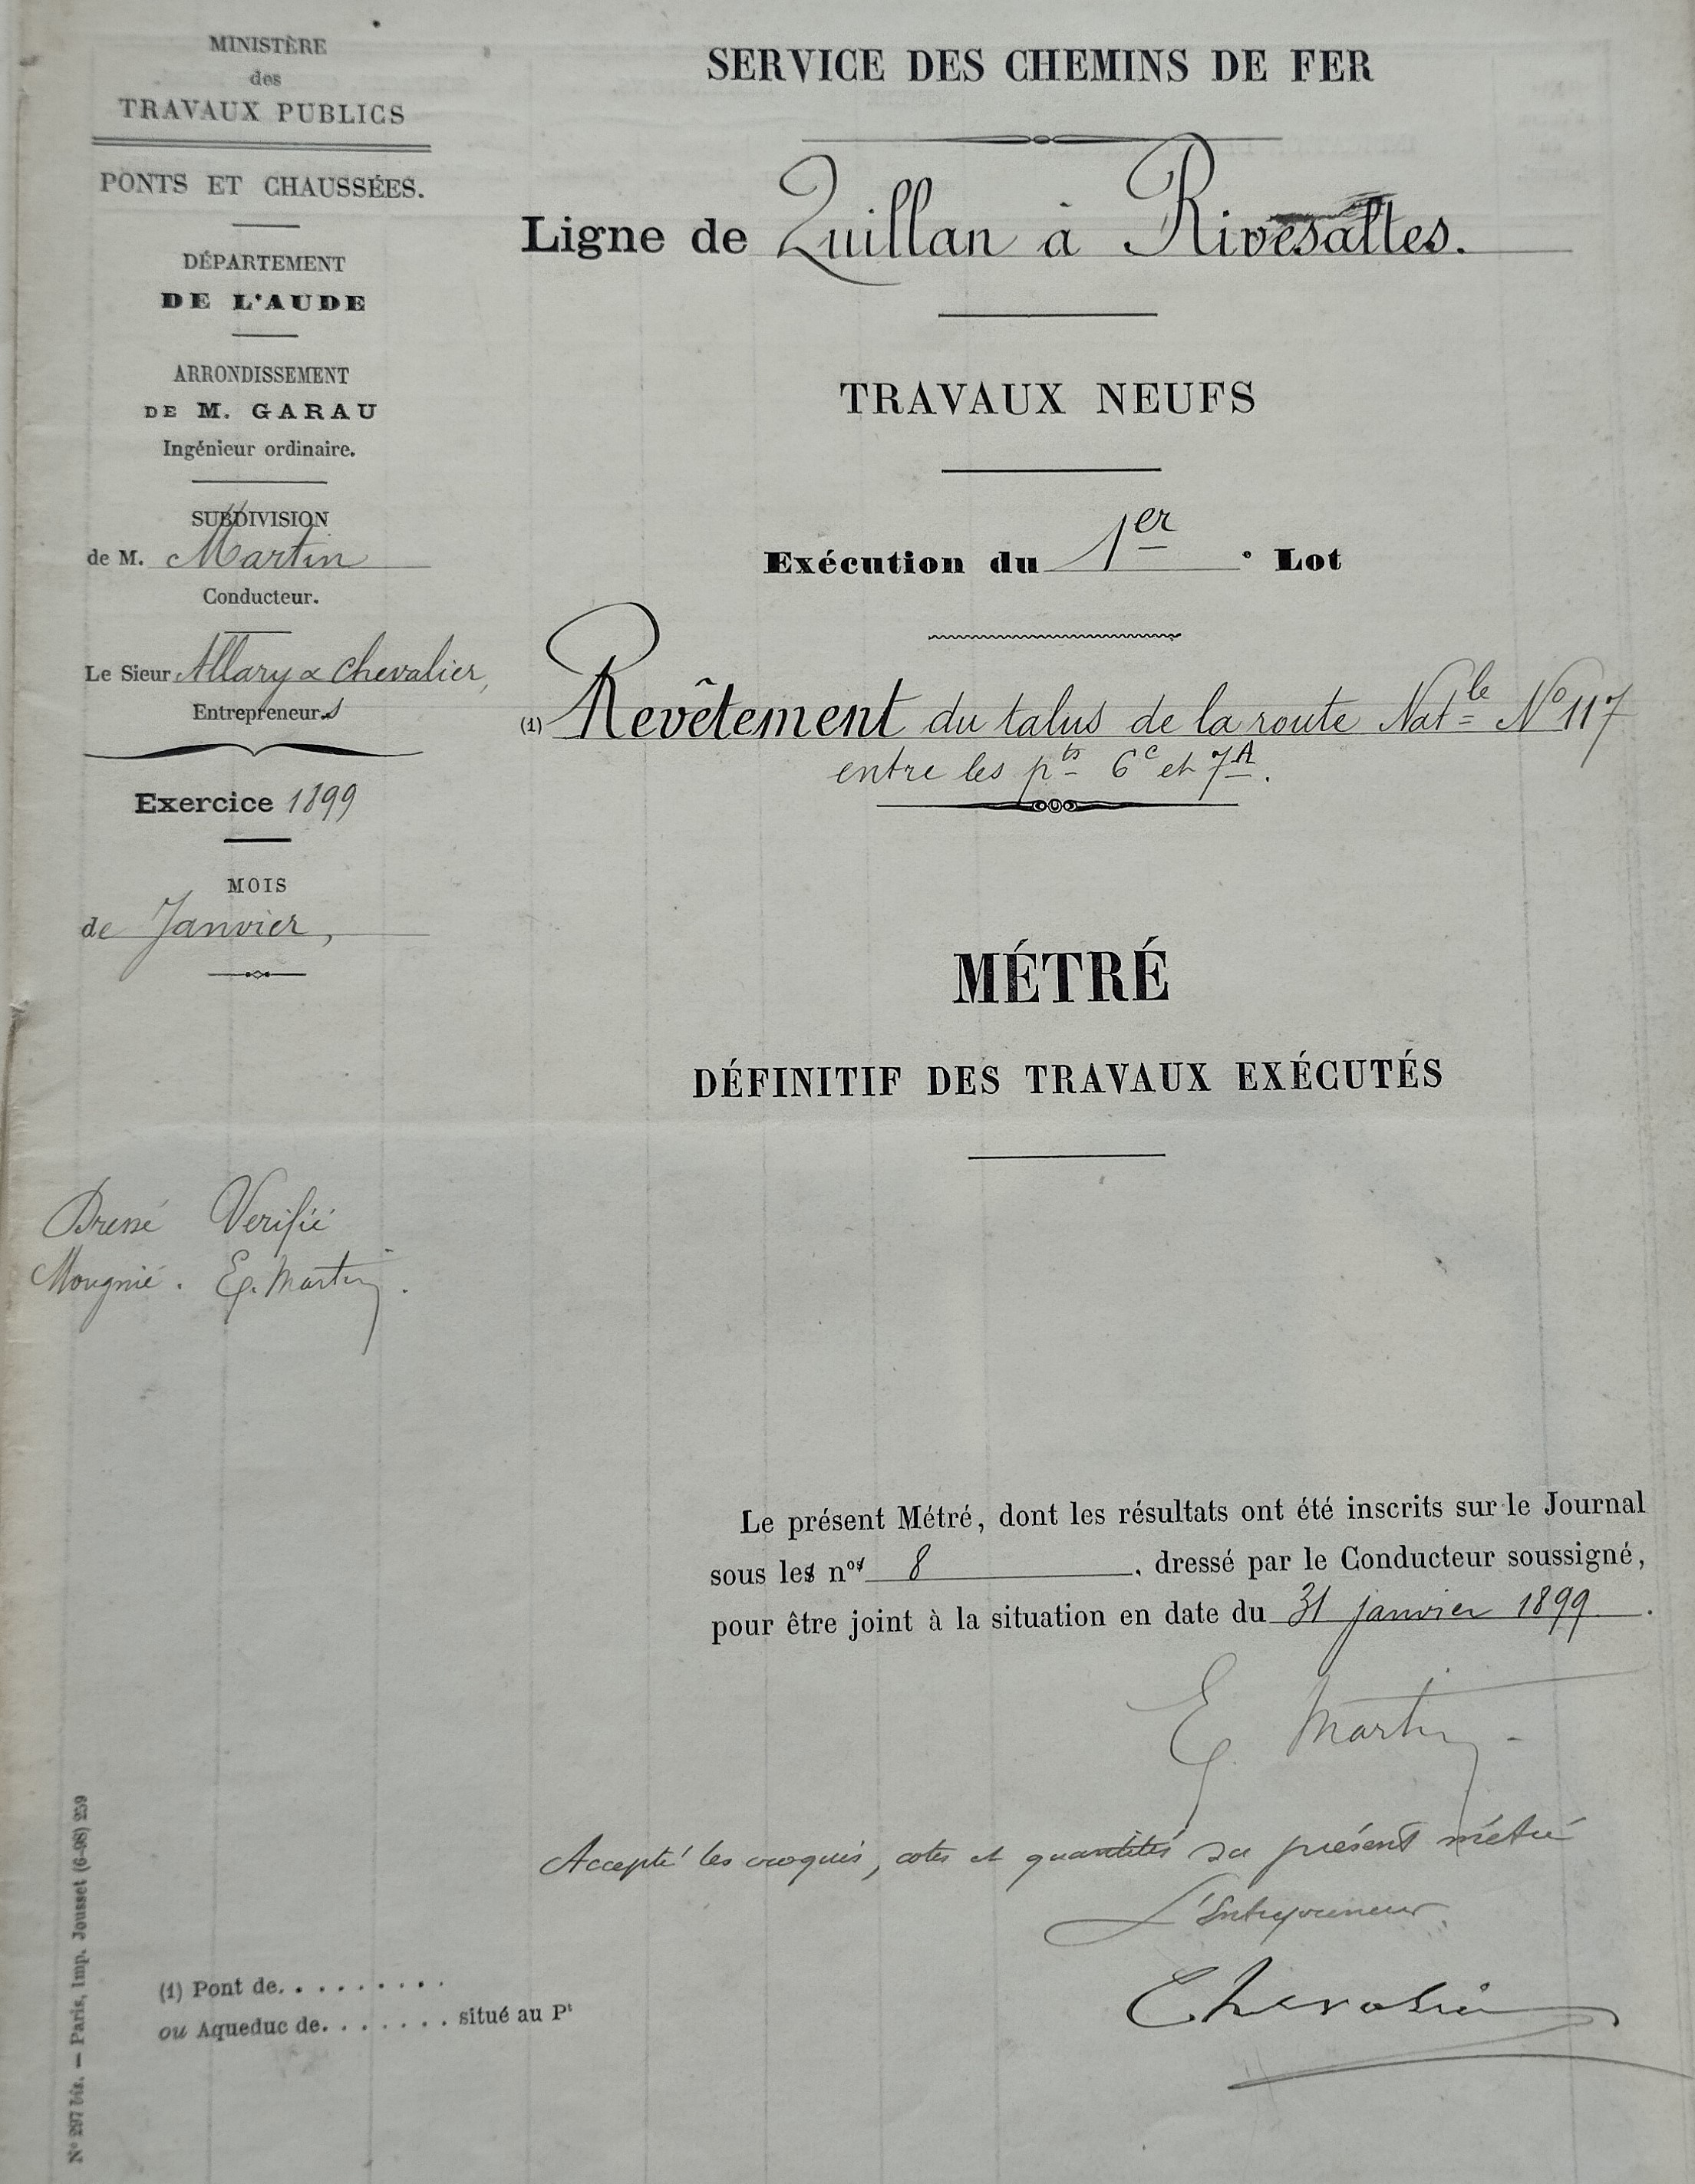 MINISTÈRE
des
TRAVAUX PUBLICS
PONTS ET CHAUSSÉES.
DÉPARTEMENT
DE L'AUDE
ARRONDISSEMENT
DE M. GARAU
Ingénieur ordinaire.
SUBDIVISION
de M. Martin
Conducteur.
Le Sieur Allary & Chevalier,
Entrepreneurs
Exercice 1899
MOIS
de Janvier,
Dressé Verifié
Mougnié. E. Martin.
SERVICE DES CHEMINS DE FER
Ligne de Quillan à Rivesaltes.
TRAVAUX NEUFS
Exécution du 1er e Lot
(1) Revêtement du talus de la route Natle No 117
entre les pts 6c et 7A.
MÉTRÉ
DÉFINITIF DES TRAVAUX EXÉCUTÉS
Le présent Métré, dont les résultats ont été inscrits sur le Journal
sous les nos 8, dressé par le Conducteur soussigné,
pour être joint à la situation en date du 31 janvier 1899.
E. Martin
Accepté les croquis, cotes et quantités du présent métré
L'Entrepreneur,
Chevalier
(1) Pont de. . . . . . . . .
ou Aqueduc de. . . . . . . . situé au Pt
N° 297 bis. — Paris, Imp. Jousset (6-98) 259